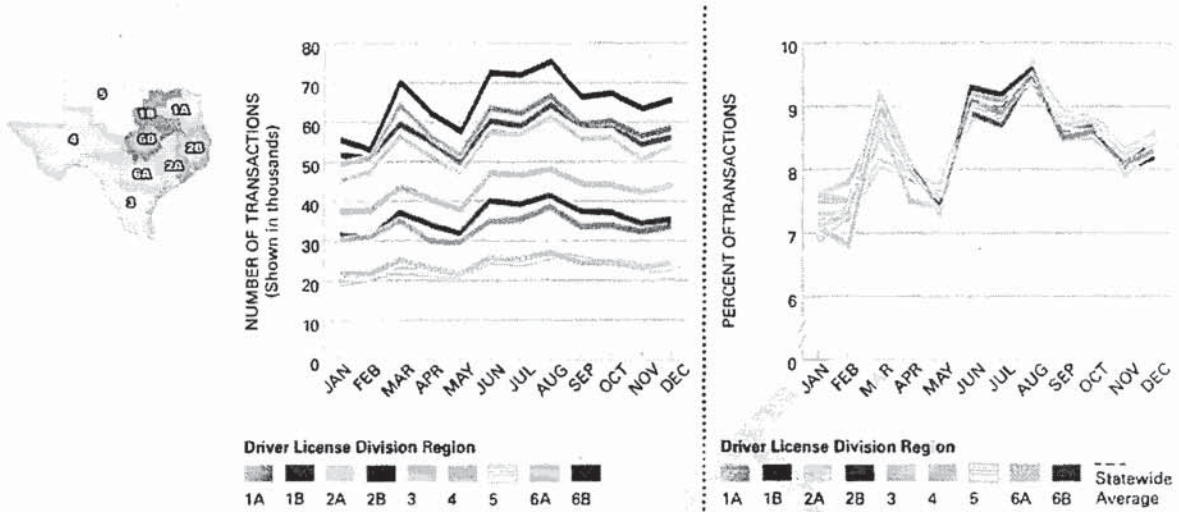 5
1B
1A
4
6B
2B
6A
2A
3
NUMBER OF TRANSACTIONS
(Shown in thousands)
80
70
60
50
40
30
20
10
0
JAN
FEB
MAR
APR
MAY
JUN
JUL
AUG
SEP
OCT
NOV
DEC
Driver License Division Region
1A 1B 2A 2B 3 4 5 6A 6B
PERCENT OF TRANSACTIONS
10
9
8
7
6
0
JAN
FEB
MAR
APR
MAY
JUN
JUL
AUG
SEP
OCT
NOV
DEC
Driver License Division Region
1A 1B 2A 2B 3 4 5 6A 6B
Statewide
Average